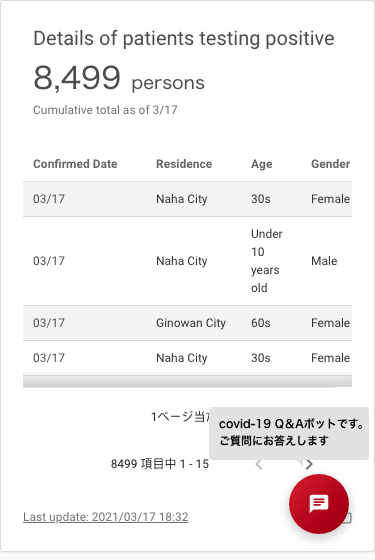 Details of patients testing positive
8,499 persons
Cumulative total as of 3/17
Confirmed Date Residence Age Gender
03/17 Naha City 30s Female
03/17 Naha City Under 10 years old Male
03/17 Ginowan City 60s Female
03/17 Naha City 30s Female
1ページ当
covid-19 Q&Aボットです。
ご質問にお答えします
8499 項目中 1 - 15
Last update: 2021/03/17 18:32